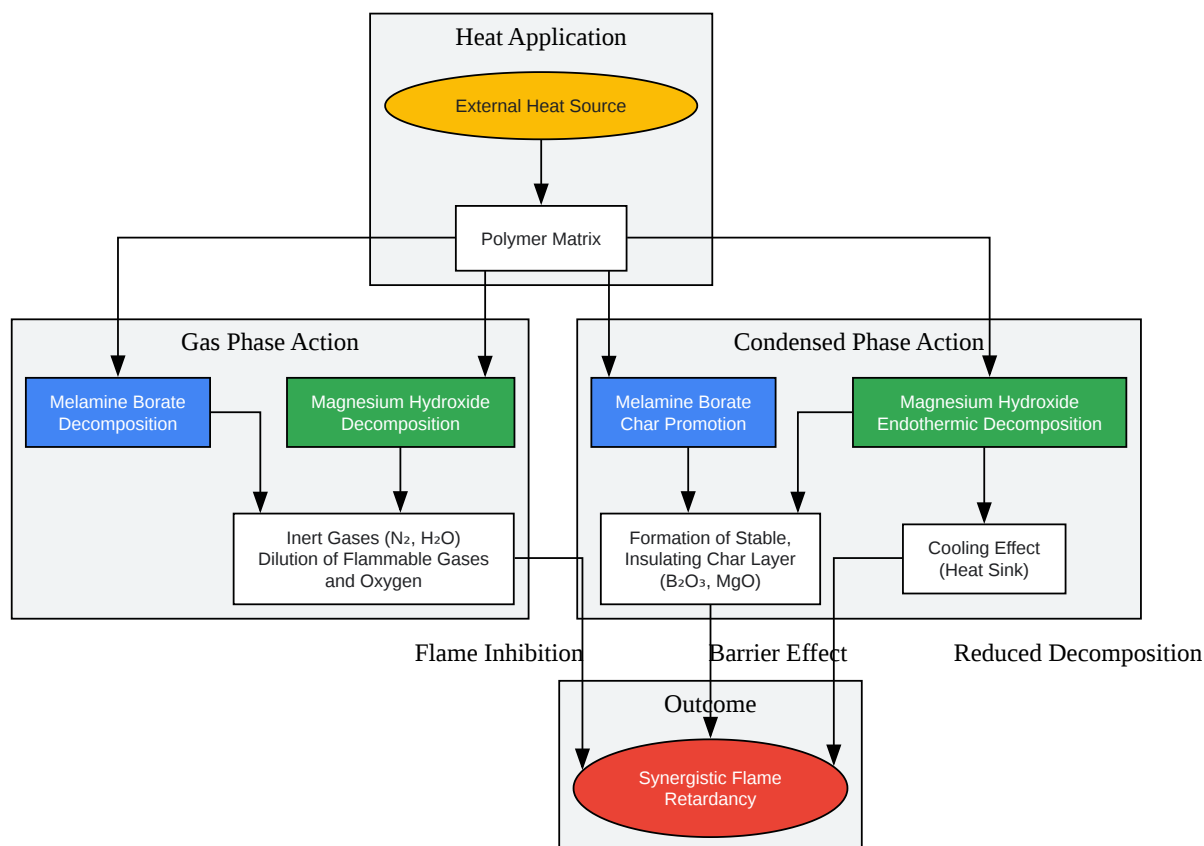 Heat Application
External Heat Source
Polymer Matrix
Gas Phase Action
Melamine Borate
Decomposition
Magnesium Hydroxide
Decomposition
Inert Gases (N₂, H₂O)
Dilution of Flammable Gases
and Oxygen
Condensed Phase Action
Melamine Borate
Char Promotion
Magnesium Hydroxide
Endothermic Decomposition
Formation of Stable,
Insulating Char Layer
(B₂O₃, MgO)
Cooling Effect
(Heat Sink)
Flame Inhibition
Barrier Effect
Reduced Decomposition
Outcome
Synergistic Flame
Retardancy